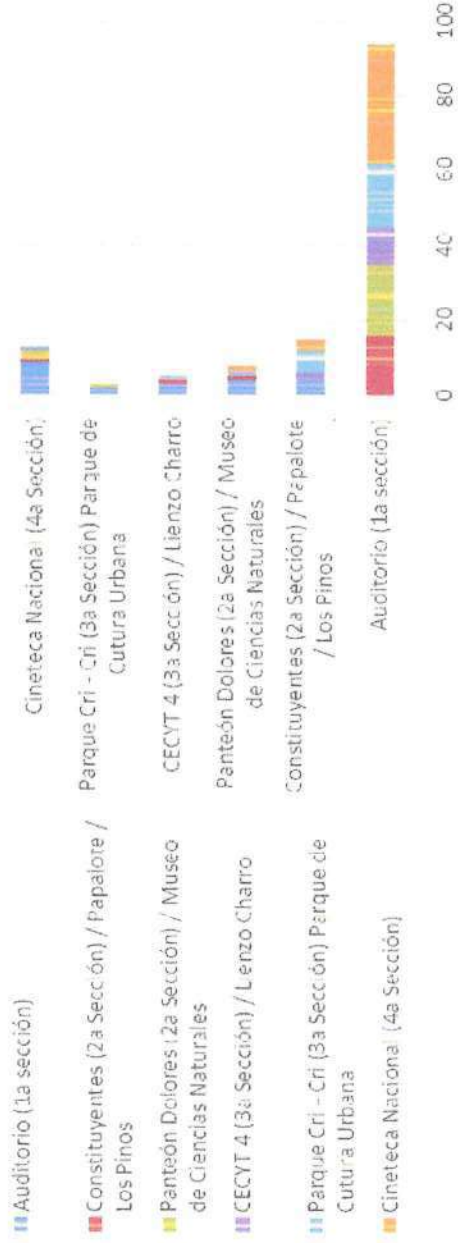 Auditorio (1a sección)
Constituyentes (2a Sección) / Papalote /
Los Pinos
Panteón Dolores (2a Sección) / Museo
de Ciencias Naturales
CECYT 4 (3a Sección) / Lienzo Charro
Parque Cri - Cri (3a Sección) Parque de
Cutura Urbana
Cineteca Nacional (4a Sección)
Cineteca Nacional (4a Sección)
Parque Cri - Cri (3a Sección) Parque de
Cutura Urbana
CECYT 4 (3a Sección) / Lienzo Charro
Panteón Dolores (2a Sección) / Museo
de Ciencias Naturales
Constituyentes (2a Sección) / Papalote
/ Los Pinos
Auditorio (1a sección)
0 20 40 60 80 100